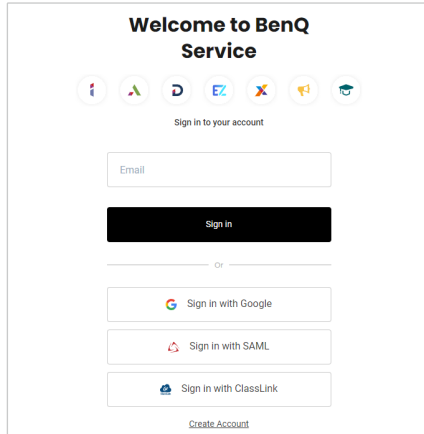 Welcome to BenQ
Service
Sign in to your account
Email
Sign in
Or
Sign in with Google
Sign in with SAML
Sign in with ClassLink
Create Account